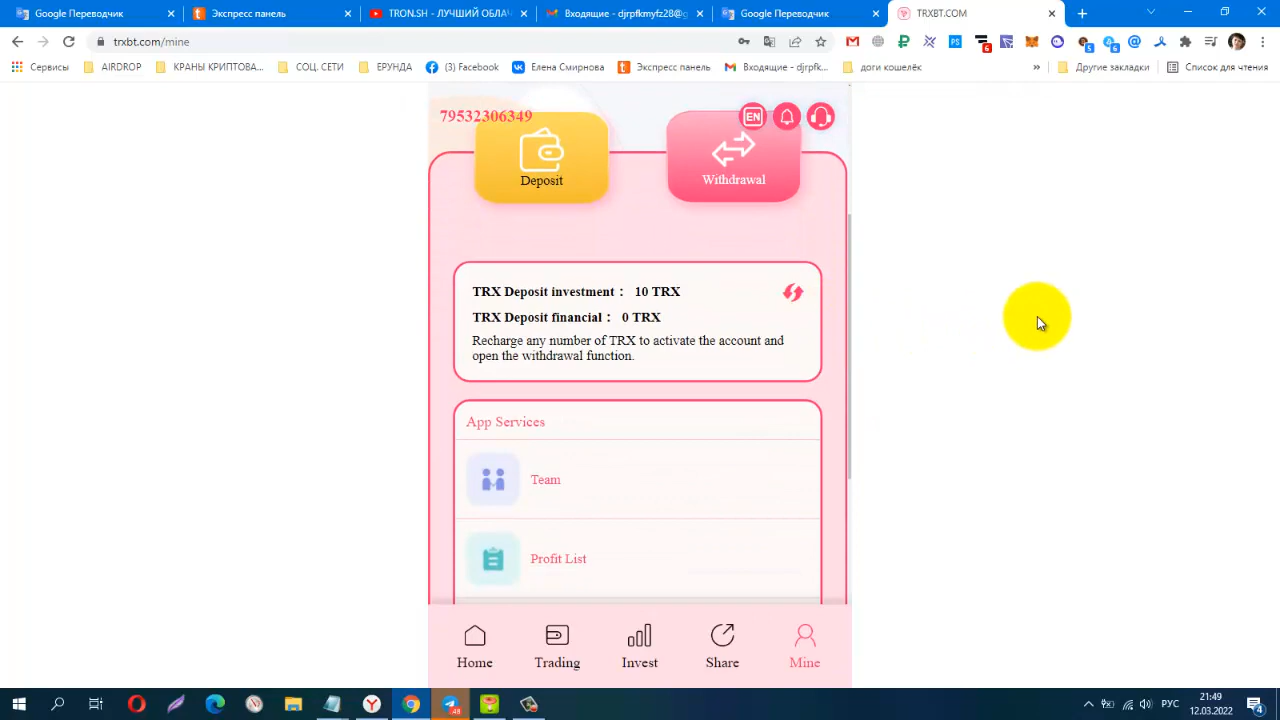 Google Переводчик
Экспресс панель
TRON.SH - ЛУЧШИЙ ОБЛАЧ
Входящие - djrpfkmyfz28@g
Google Переводчик
TRXBT.COM
trxbt.com/mine
Сервисы
AIRDROP
КРАНЫ КРИПТОВА...
СОЦ. СЕТИ
ЕРУНДА
(3) Facebook
Елена Смирнова
Экспресс панель
Входящие - djrpfk...
доги кошелёк
»
Другие закладки
Список для чтения
79532306349
EN
Deposit
Withdrawal
TRX Deposit investment： 10 TRX
TRX Deposit financial： 0 TRX
Recharge any number of TRX to activate the account and
open the withdrawal function.
App Services
Team
Profit List
Home
Trading
Invest
Share
Mine
РУС
21:49
12.03.2022
4